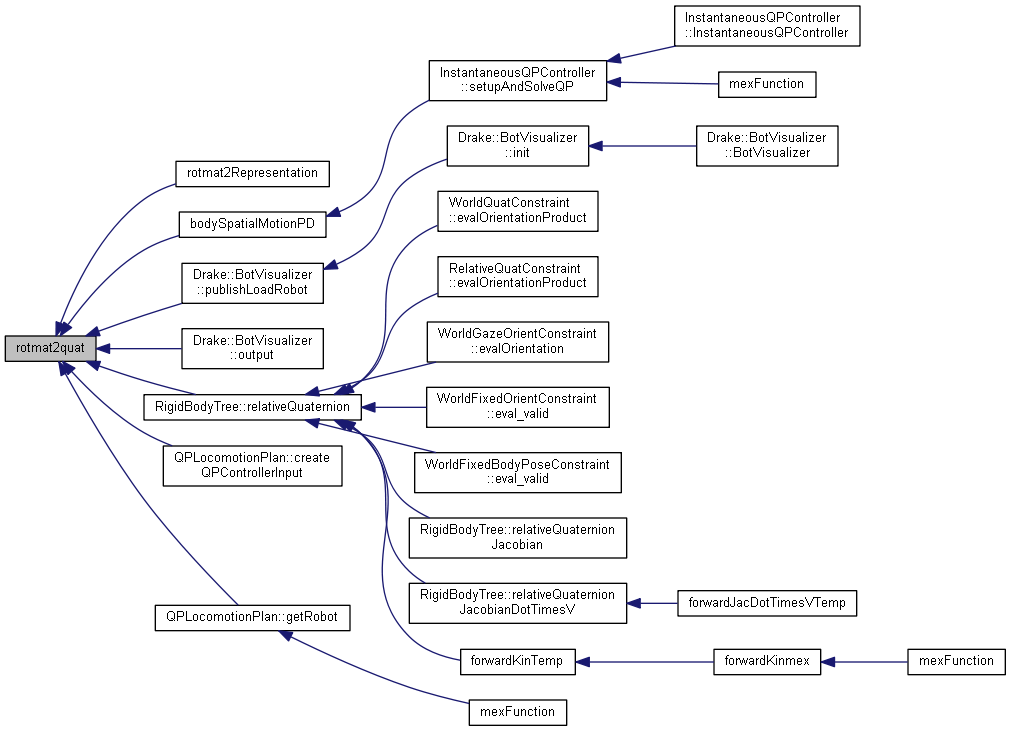 InstantaneousQPController
::InstantaneousQPController
InstantaneousQPController
::setupAndSolveQP
mexFunction
Drake::BotVisualizer
::init
Drake::BotVisualizer
::BotVisualizer
rotmat2Representation
WorldQuatConstraint
::evalOrientationProduct
bodySpatialMotionPD
Drake::BotVisualizer
::publishLoadRobot
RelativeQuatConstraint
::evalOrientationProduct
rotmat2quat
Drake::BotVisualizer
::output
WorldGazeOrientConstraint
::evalOrientation
RigidBodyTree::relativeQuaternion
WorldFixedOrientConstraint
::eval_valid
QPLocomotionPlan::create
QPControllerInput
WorldFixedBodyPoseConstraint
::eval_valid
RigidBodyTree::relativeQuaternion
Jacobian
RigidBodyTree::relativeQuaternion
JacobianDotTimesV
forwardJacDotTimesVTemp
QPLocomotionPlan::getRobot
forwardKinTemp
forwardKinmex
mexFunction
mexFunction